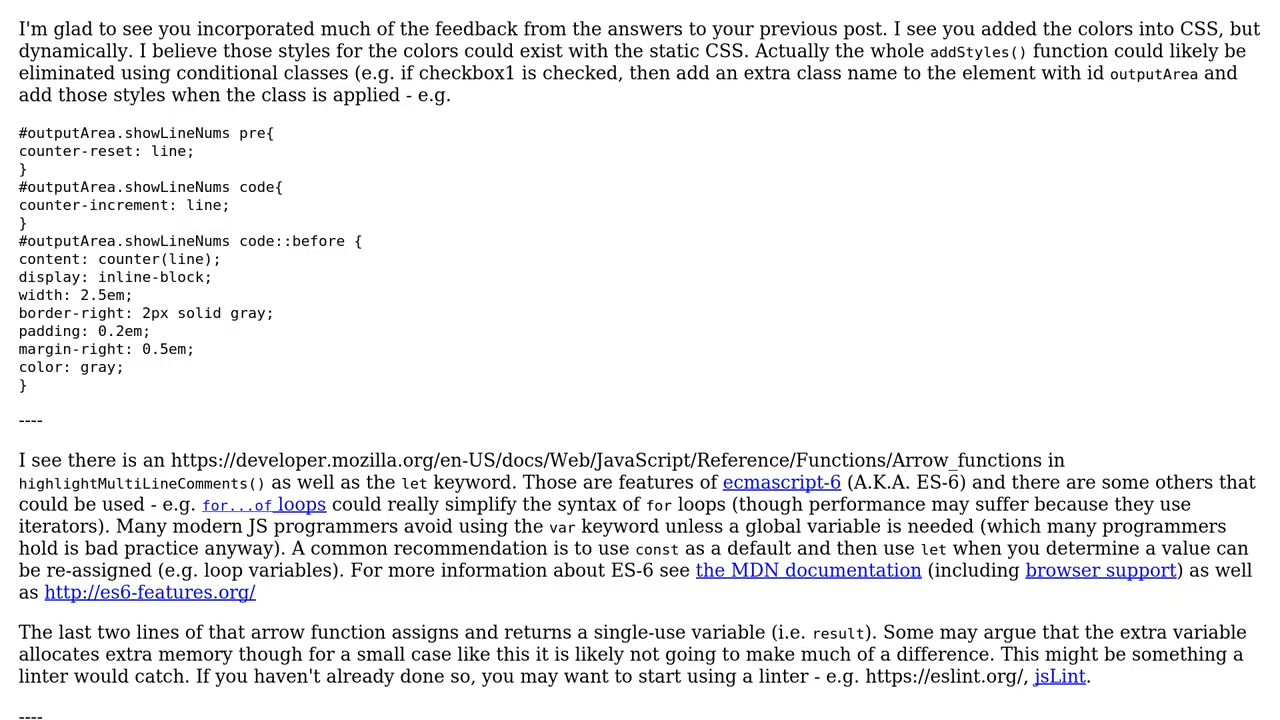 I'm glad to see you incorporated much of the feedback from the answers to your previous post. I see you added the colors into CSS, but
dynamically. I believe those styles for the colors could exist with the static CSS. Actually the whole addStyles() function could likely be
eliminated using conditional classes (e.g. if checkbox1 is checked, then add an extra class name to the element with id outputArea and
add those styles when the class is applied - e.g.
#outputArea.showLineNums pre{
counter-reset: line;
}
#outputArea.showLineNums code{
counter-increment: line;
}
#outputArea.showLineNums code::before {
content: counter(line);
display: inline-block;
width: 2.5em;
border-right: 2px solid gray;
padding: 0.2em;
margin-right: 0.5em;
color: gray;
}
----
I see there is an https://developer.mozilla.org/en-US/docs/Web/JavaScript/Reference/Functions/Arrow_functions in
highlightMultiLineComments() as well as the let keyword. Those are features of ecmascript-6 (A.K.A. ES-6) and there are some others that
could be used - e.g. for...of loops could really simplify the syntax of for loops (though performance may suffer because they use
iterators). Many modern JS programmers avoid using the var keyword unless a global variable is needed (which many programmers
hold is bad practice anyway). A common recommendation is to use const as a default and then use let when you determine a value can
be re-assigned (e.g. loop variables). For more information about ES-6 see the MDN documentation (including browser support) as well
as http://es6-features.org/
The last two lines of that arrow function assigns and returns a single-use variable (i.e. result). Some may argue that the extra variable
allocates extra memory though for a small case like this it is likely not going to make much of a difference. This might be something a
linter would catch. If you haven't already done so, you may want to start using a linter - e.g. https://eslint.org/, jsLint.
----